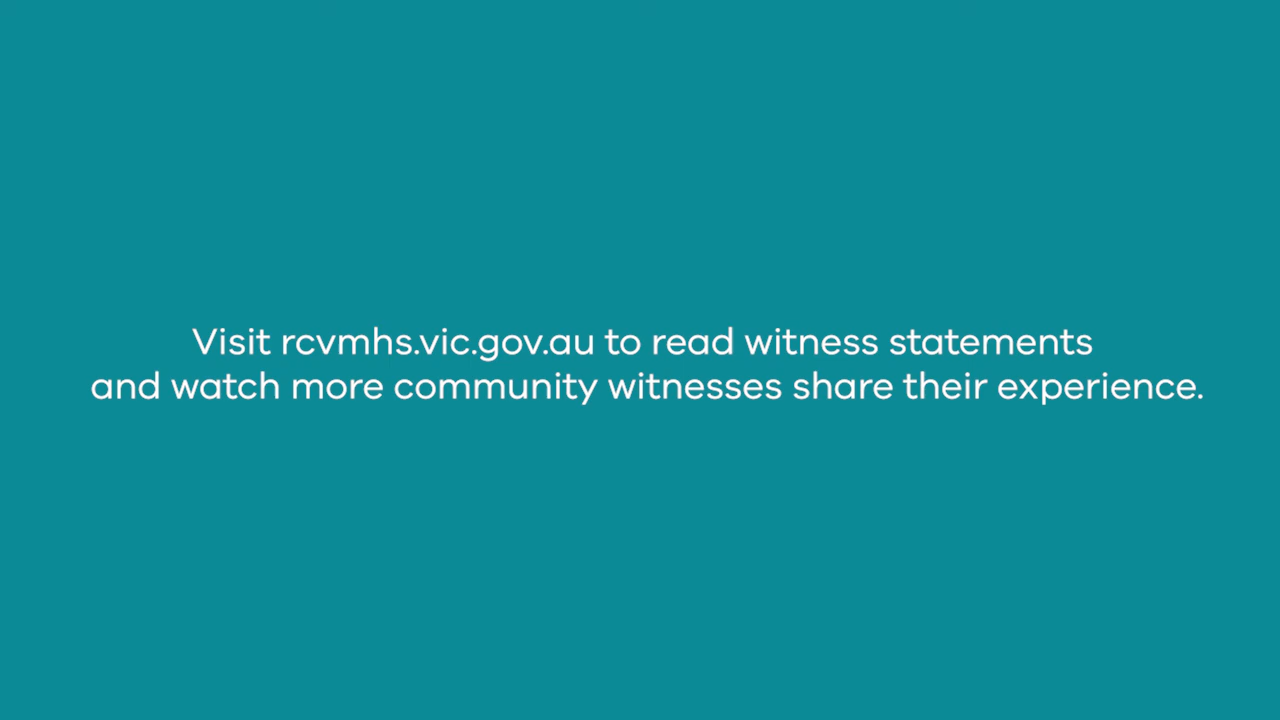 Visit rcvmhs.vic.gov.au to read witness statements
and watch more community witnesses share their experience.